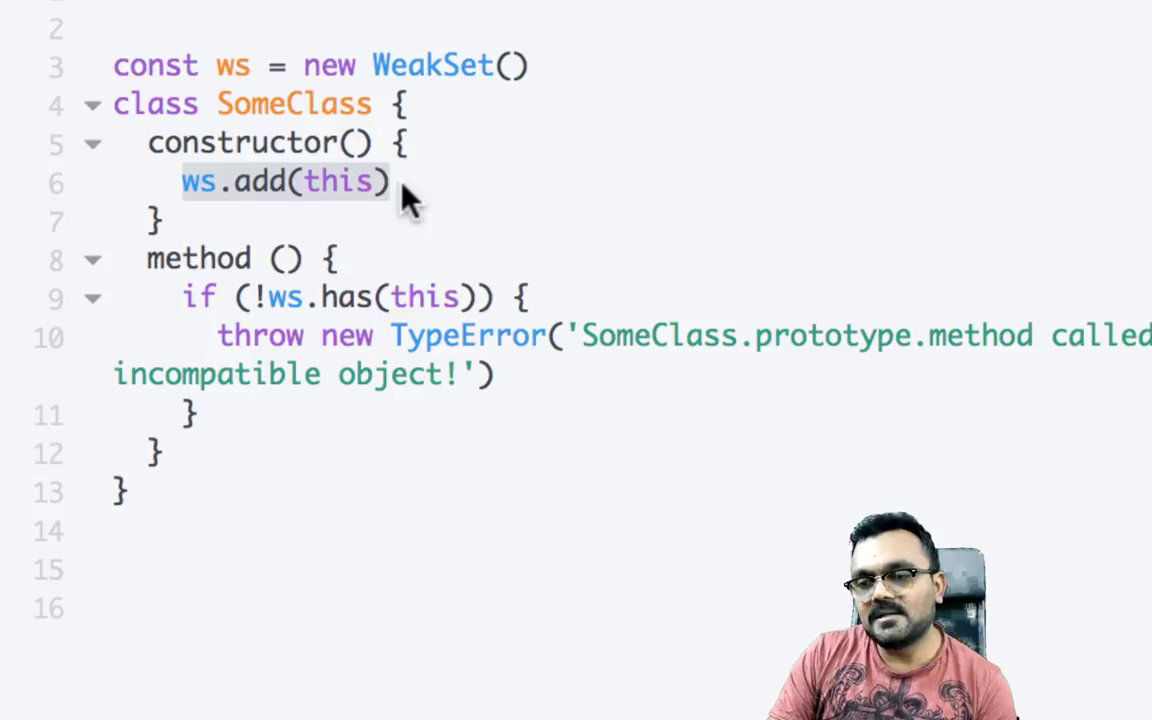 2
3 const ws = new WeakSet()
4 class SomeClass {
5 constructor() {
6 ws.add(this)
7 }
8 method () {
9 if (!ws.has(this)) {
10 throw new TypeError('SomeClass.prototype.method called
incompatible object!')
11 }
12 }
13 }
14
15
16